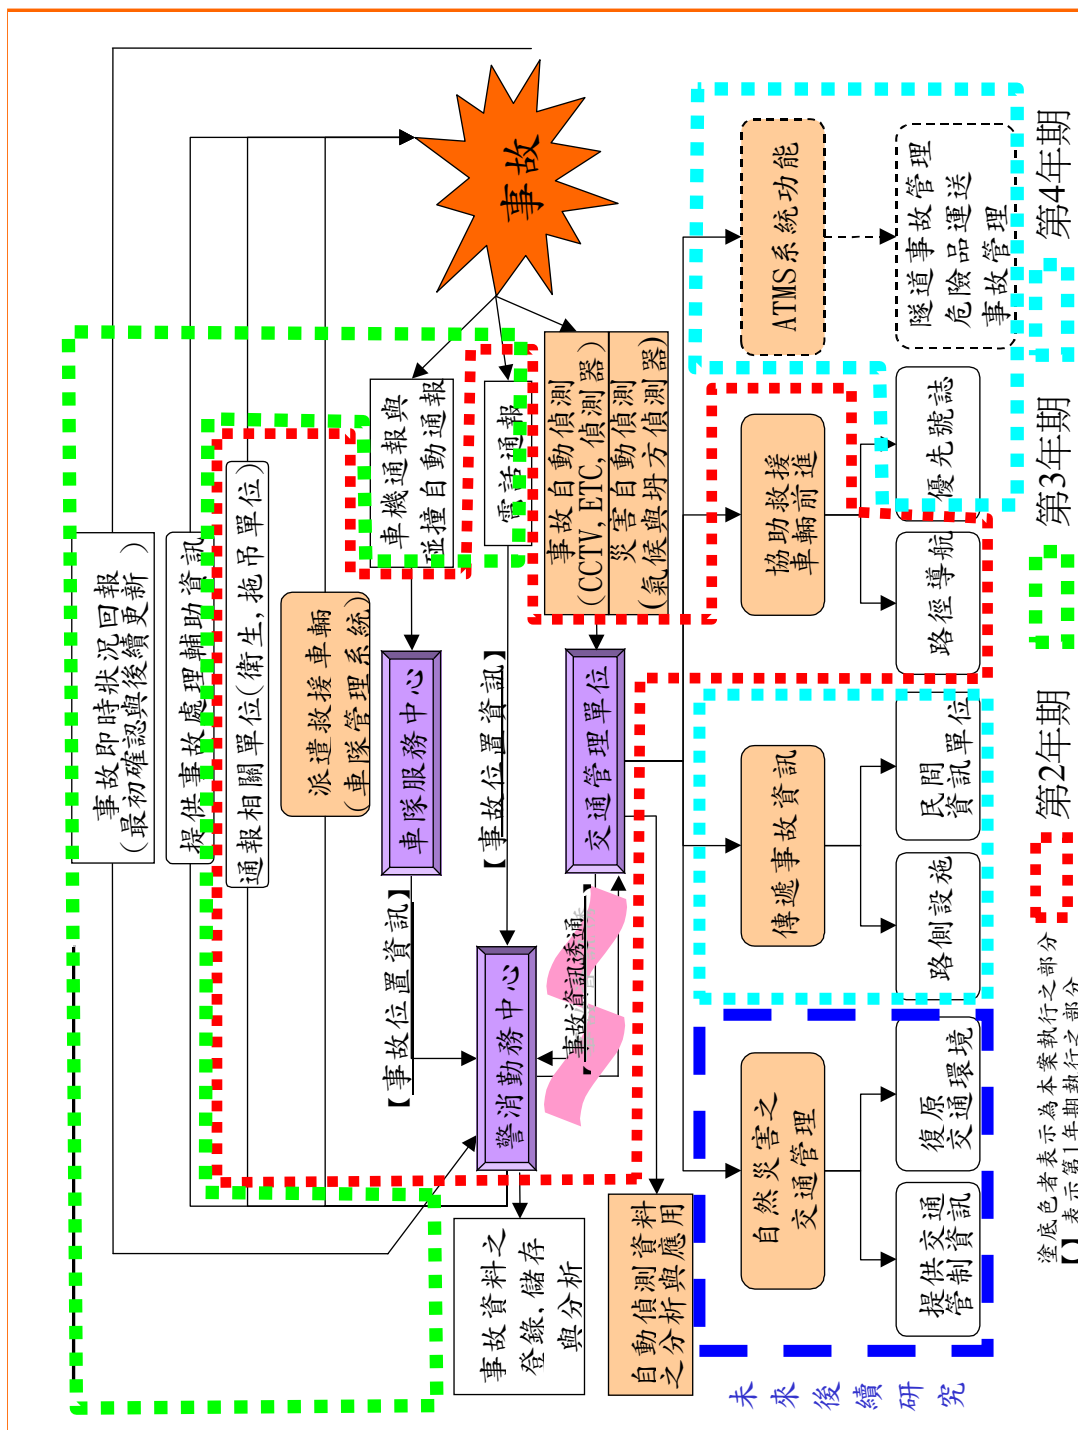 事故即時狀況回報
(最初確認與後續更新)
提供事故處理輔助資訊
通報相關單位(衛生,拖吊單位)
派遣救援車輛
(車隊管理系統)
車機通報與
碰撞自動通報
電話通報
事故
事故自動偵測
(CCTV,ETC,偵測器)
災害自動偵測
(氣候與坍方偵測器)
車隊服務中心
【事故位置資訊】
【事故位置資訊】
警消勤務中心
【事故資訊透通】
交通管理單位
事故資料之
登錄,儲存
與分析
自動偵測資料
之分析與應用
自然災害之
交通管理
傳遞事故資訊
協助救援
車輛前進
ATMS系統功能
提供交通
管制資訊
復原
交通環境
路側設施
民間
資訊單位
路徑導航
優先號誌
隧道事故管理
危險品運送
事故管理
未來後續研究
塗底色者表示為本案執行之部分
【】表示第1年期執行之部分
第2年期
第3年期
第4年期